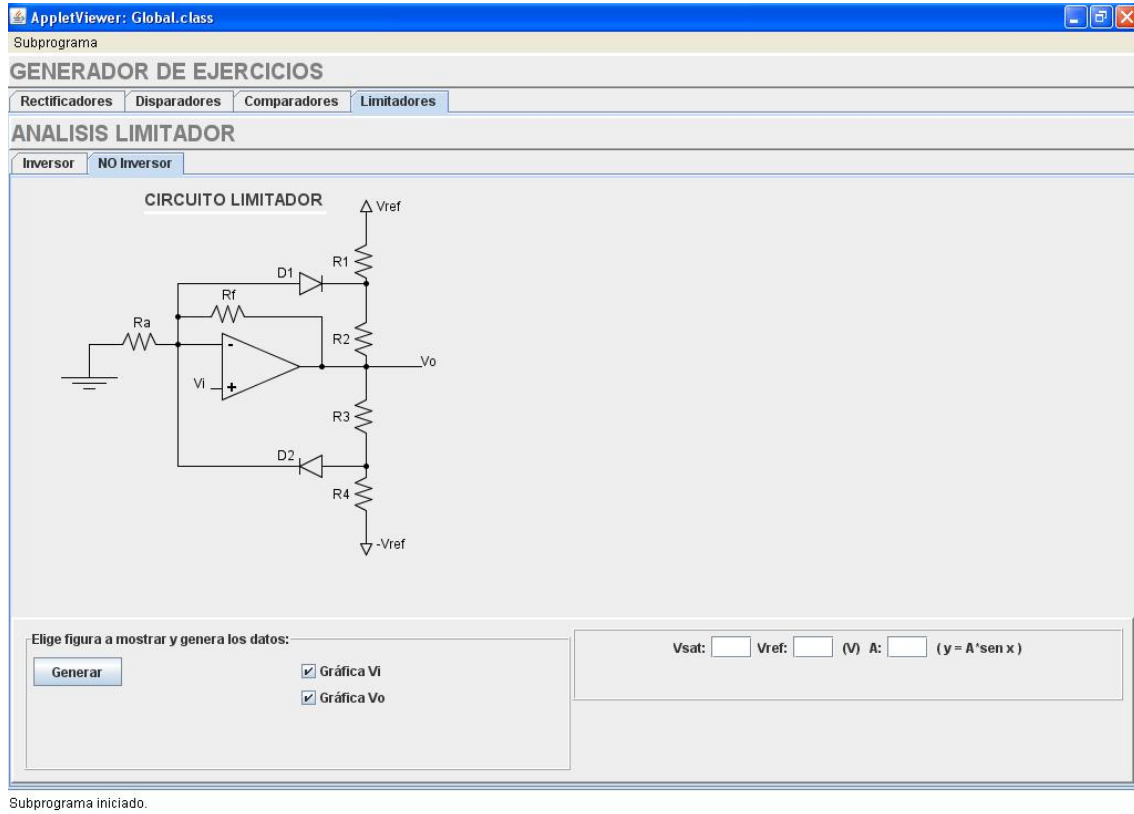 AppletViewer: Global.class
Subprograma
GENERADOR DE EJERCICIOS
Rectificadores Disparadores Comparadores Limitadores
ANALISIS LIMITADOR
Inversor NO Inversor
CIRCUITO LIMITADOR
Vref
R1
D1
Rf
Ra
R2
-
Vo
Vi
+
R3
D2
R4
-Vref
Elige figura a mostrar y genera los datos:
Generar
Gráfica Vi
Gráfica Vo
Vsat: Vref: (V) A: ( y = A*sen x )
Subprograma iniciado.